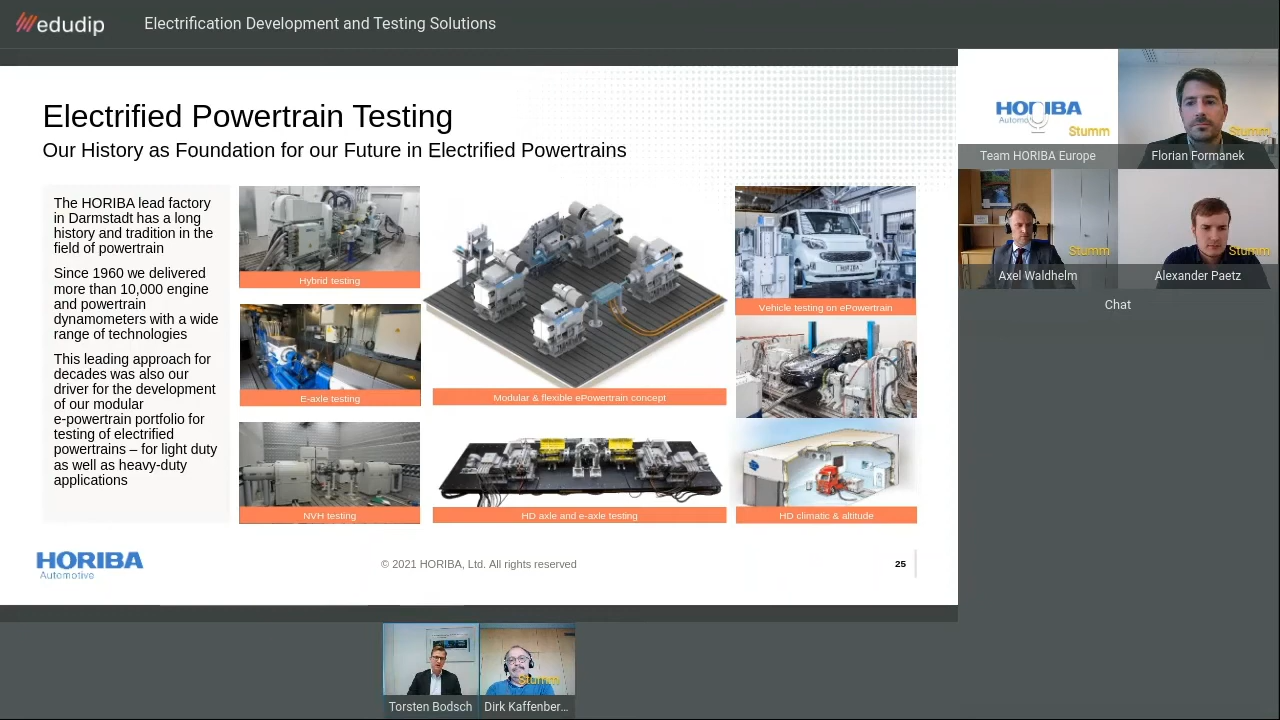 edudip
Electrification Development and Testing Solutions
Electrified Powertrain Testing
Our History as Foundation for our Future in Electrified Powertrains
The HORIBA lead factory
in Darmstadt has a long
history and tradition in the
field of powertrain
Since 1960 we delivered
more than 10,000 engine
and powertrain
dynamometers with a wide
range of technologies
This leading approach for
decades was also our
driver for the development
of our modular
e-powertrain portfolio for
testing of electrified
powertrains – for light duty
as well as heavy-duty
applications
Hybrid testing
E-axle testing
NVH testing
Modular & flexible ePowertrain concept
HD axle and e-axle testing
HORIBA
Vehicle testing on ePowertrain
HD climatic & altitude
HORIBA
Automotive
© 2021 HORIBA, Ltd. All rights reserved
25
HORIBA
Stumm
Team HORIBA Europe
Stumm
Florian Formanek
Stumm
Axel Waldhelm
Stumm
Alexander Paetz
Chat
Torsten Bodsch
Stumm
Dirk Kaffenber...